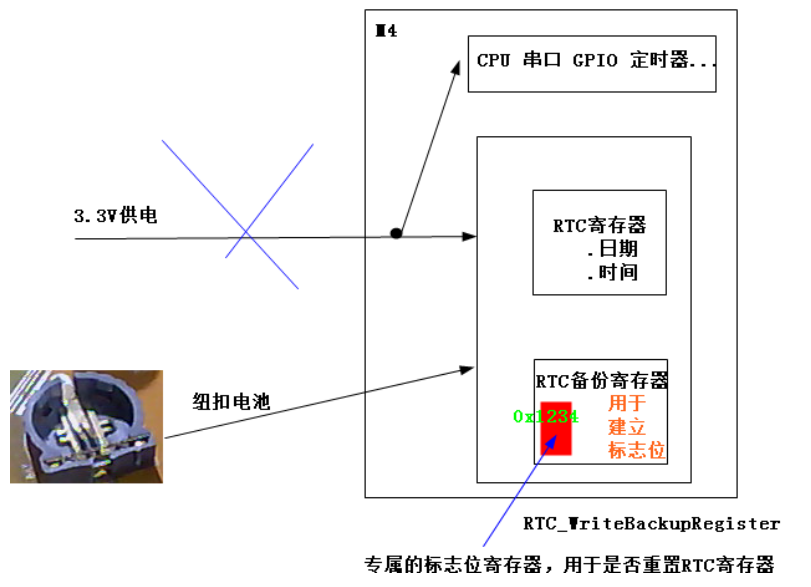 M4
CPU 串口 GPIO 定时器...
3.3V供电
RTC寄存器
.日期
.时间
纽扣电池
RTC备份寄存器
0x1234
用于
建立
标志位
RTC_WriteBackupRegister
专属的标志位寄存器，用于是否重置RTC寄存器